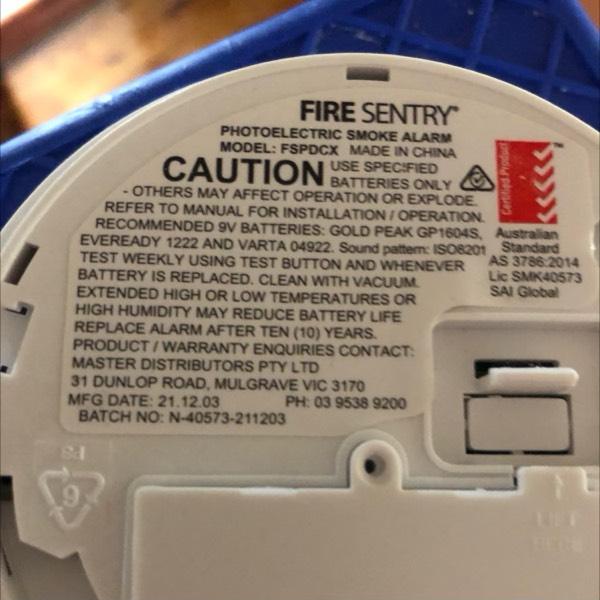 FIRE SENTRY®
PHOTOELECTRIC SMOKE ALARM
MODEL: FSPDCX MADE IN CHINA
CAUTION USE SPECIFIED
BATTERIES ONLY
- OTHERS MAY AFFECT OPERATION OR EXPLODE.
REFER TO MANUAL FOR INSTALLATION / OPERATION.
RECOMMENDED 9V BATTERIES: GOLD PEAK GP1604S,
EVEREADY 1222 AND VARTA 04922. Sound pattern: ISO8201
TEST WEEKLY USING TEST BUTTON AND WHENEVER
BATTERY IS REPLACED. CLEAN WITH VACUUM.
EXTENDED HIGH OR LOW TEMPERATURES OR
HIGH HUMIDITY MAY REDUCE BATTERY LIFE
REPLACE ALARM AFTER TEN (10) YEARS.
PRODUCT / WARRANTY ENQUIRIES CONTACT:
MASTER DISTRIBUTORS PTY LTD
31 DUNLOP ROAD, MULGRAVE VIC 3170
MFG DATE: 21.12.03 PH: 03 9538 9200
BATCH NO: N-40573-211203
Certified Product
™
Australian
Standard
AS 3786:2014
Lic SMK40573
SAI Global
PS
6
LIFT